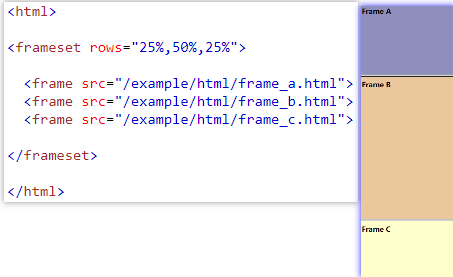 <html>
<frameset rows="25%,50%,25%">
<frame src="/example/html/frame_a.html">
<frame src="/example/html/frame_b.html">
<frame src="/example/html/frame_c.html">
</frameset>
</html>
Frame A
Frame B
Frame C